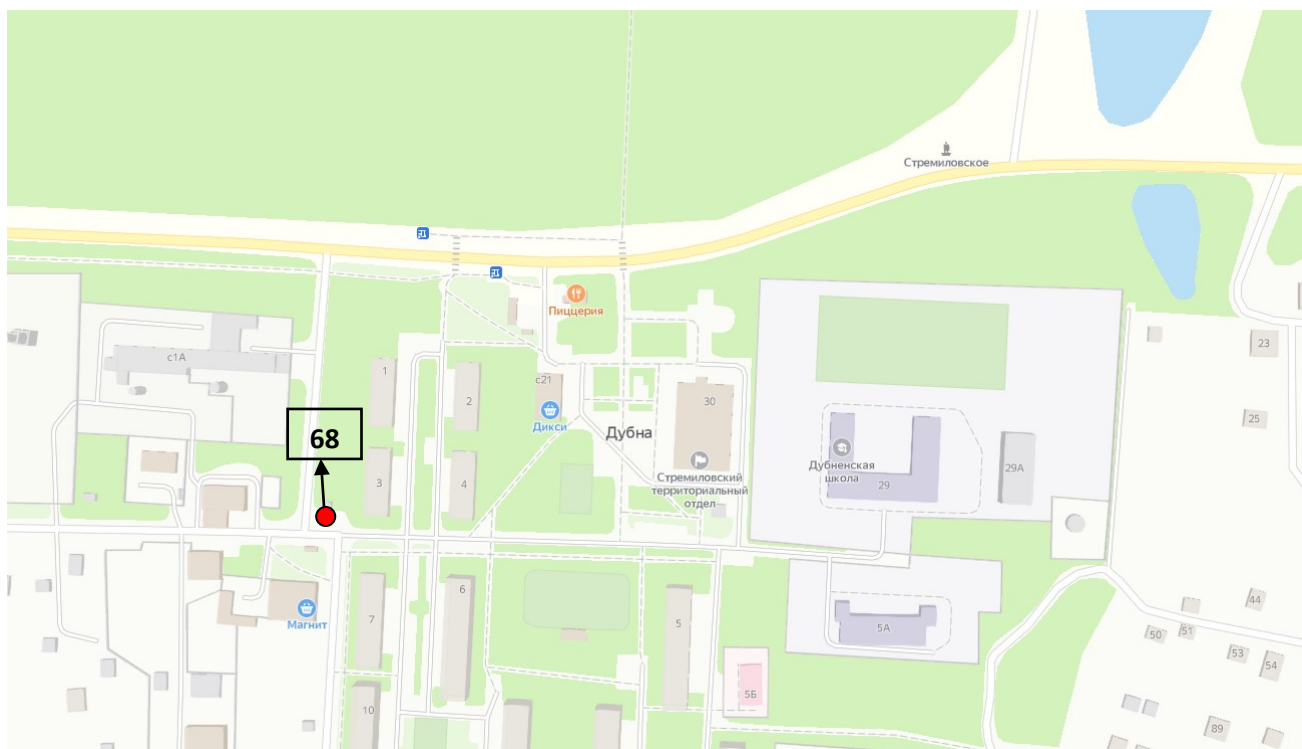 Стремиловское
Пиццерия
с1А
1
2
с21
Дикси
30
Дубна
23
25
68
3
4
Стремиловский
территориальный
отдел
Дубненская
школа
29
29А
Магнит
7
6
5
5А
5Б
44
50
51
53
54
10
89